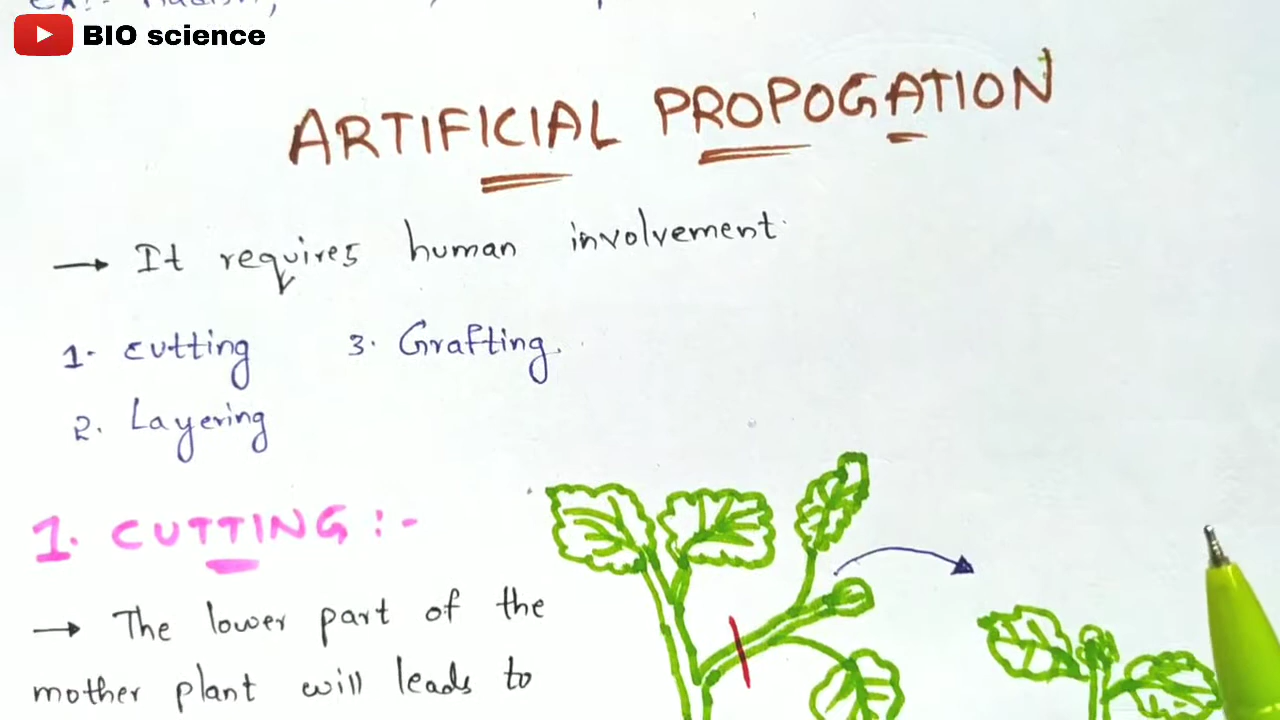 BIO science
ARTIFICIAL PROPOGATION
→ It requires human involvement
1. Cutting 3. Grafting.
2. Layering
1. CUTTING :-
→ The lower part of the
mother plant will leads to